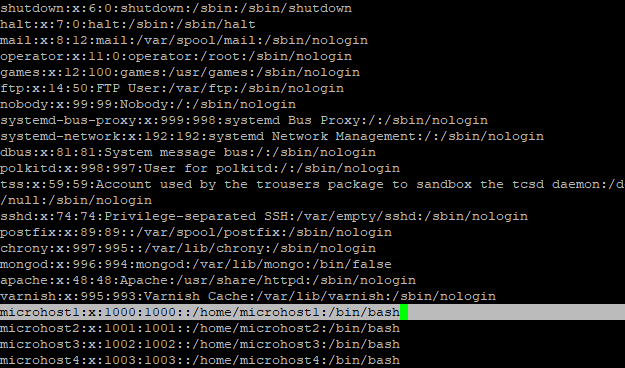 shutdown:x:6:0:shutdown:/sbin:/sbin/shutdown
halt:x:7:0:halt:/sbin:/sbin/halt
mail:x:8:12:mail:/var/spool/mail:/sbin/nologin
operator:x:11:0:operator:/root:/sbin/nologin
games:x:12:100:games:/usr/games:/sbin/nologin
ftp:x:14:50:FTP User:/var/ftp:/sbin/nologin
nobody:x:99:99:Nobody:/:/sbin/nologin
systemd-bus-proxy:x:999:998:systemd Bus Proxy:/:/sbin/nologin
systemd-network:x:192:192:systemd Network Management:/:/sbin/nologin
dbus:x:81:81:System message bus:/:/sbin/nologin
polkitd:x:998:997:User for polkitd:/:/sbin/nologin
tss:x:59:59:Account used by the trousers package to sandbox the tcsd daemon:/d
/null:/sbin/nologin
sshd:x:74:74:Privilege-separated SSH:/var/empty/sshd:/sbin/nologin
postfix:x:89:89::/var/spool/postfix:/sbin/nologin
chrony:x:997:995::/var/lib/chrony:/sbin/nologin
mongod:x:996:994:mongod:/var/lib/mongo:/bin/false
apache:x:48:48:Apache:/usr/share/httpd:/sbin/nologin
varnish:x:995:993:Varnish Cache:/var/lib/varnish:/sbin/nologin
microhost1:x:1000:1000::/home/microhost1:/bin/bash
microhost2:x:1001:1001::/home/microhost2:/bin/bash
microhost3:x:1002:1002::/home/microhost3:/bin/bash
microhost4:x:1003:1003::/home/microhost4:/bin/bash